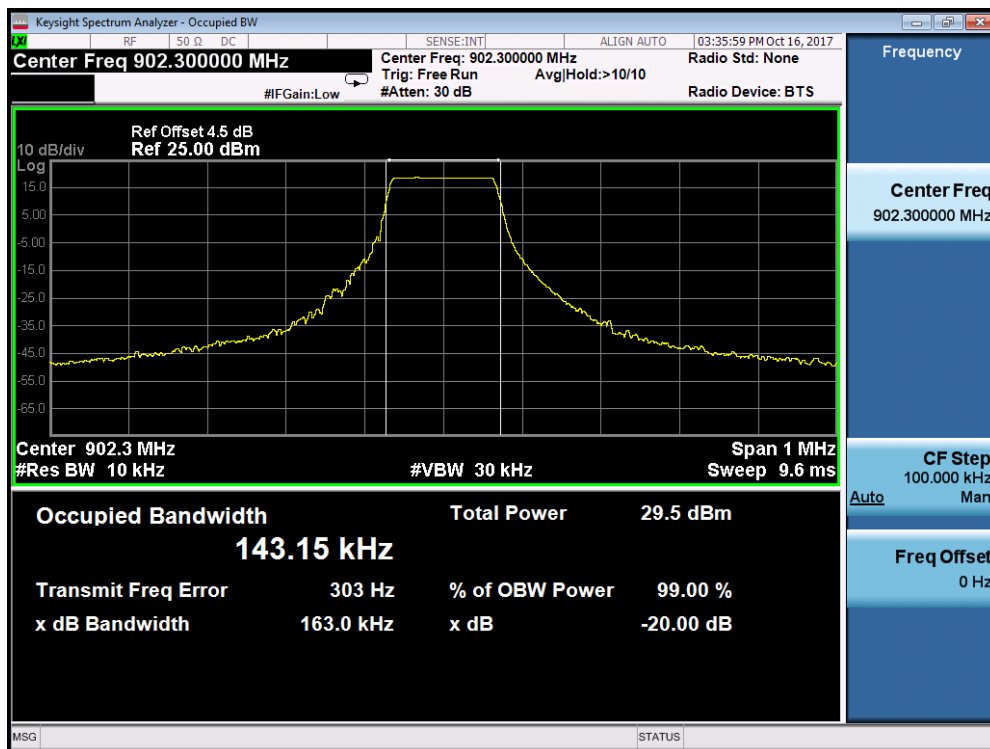 Keysight Spectrum Analyzer - Occupied BW
LXI RF 50 Ω DC SENSE:INT ALIGN AUTO 03:35:59 PM Oct 16, 2017
Center Freq 902.300000 MHz
Center Freq: 902.300000 MHz Radio Std: None
Trig: Free Run Avg|Hold:>10/10
#IFGain:Low #Atten: 30 dB Radio Device: BTS
Ref Offset 4.5 dB
10 dB/div Ref 25.00 dBm
Log
15.0
5.00
-5.00
-15.0
-25.0
-35.0
-45.0
-55.0
-65.0
Center 902.3 MHz Span 1 MHz
#Res BW 10 kHz #VBW 30 kHz Sweep 9.6 ms
Occupied Bandwidth Total Power 29.5 dBm
143.15 kHz
Transmit Freq Error 303 Hz % of OBW Power 99.00 %
x dB Bandwidth 163.0 kHz x dB -20.00 dB
MSG STATUS
Frequency
Center Freq
902.300000 MHz
CF Step
100.000 kHz
Auto Man
Freq Offset
0 Hz